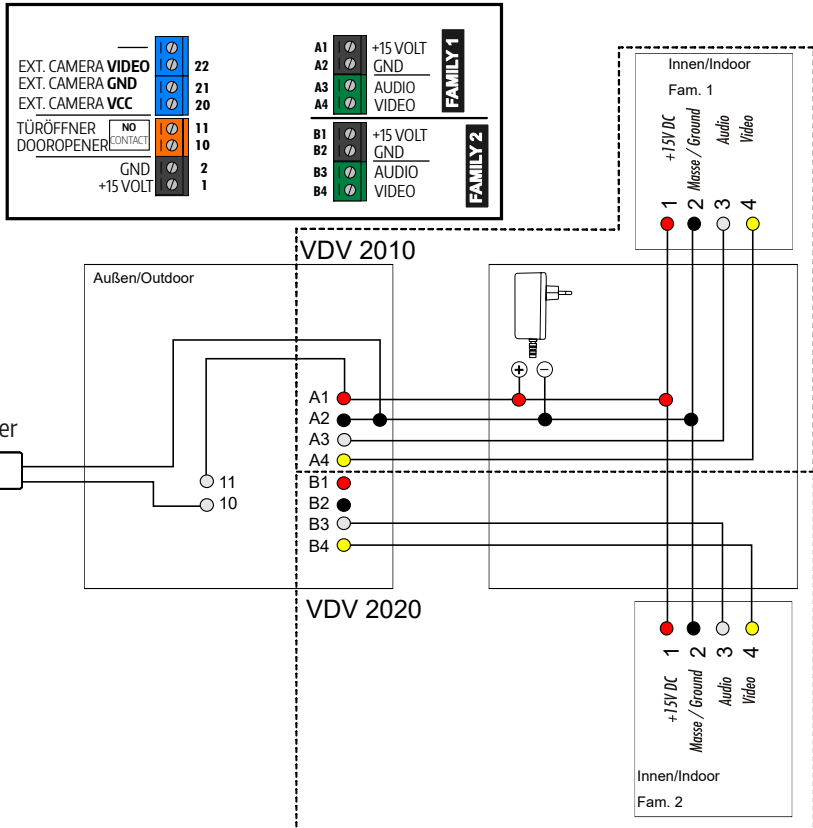 EXT. CAMERA VIDEO 22
EXT. CAMERA GND 21
EXT. CAMERA VCC 20
TÜRÖFFNER 11
DOOROPENER 10
NO
CONTACT
GND 2
+15 VOLT 1
A1 +15 VOLT
A2 GND
A3 AUDIO
A4 VIDEO
FAMILY 1
B1 +15 VOLT
B2 GND
B3 AUDIO
B4 VIDEO
FAMILY 2
Innen/Indoor
Fam. 1
+15V DC
Masse / Ground
Audio
Video
1 2 3 4
VDV 2010
Außen/Outdoor
+ −
A1
A2
A3
A4
er
11
10
B1
B2
B3
B4
VDV 2020
1 2 3 4
+15V DC
Masse / Ground
Audio
Video
Innen/Indoor
Fam. 2